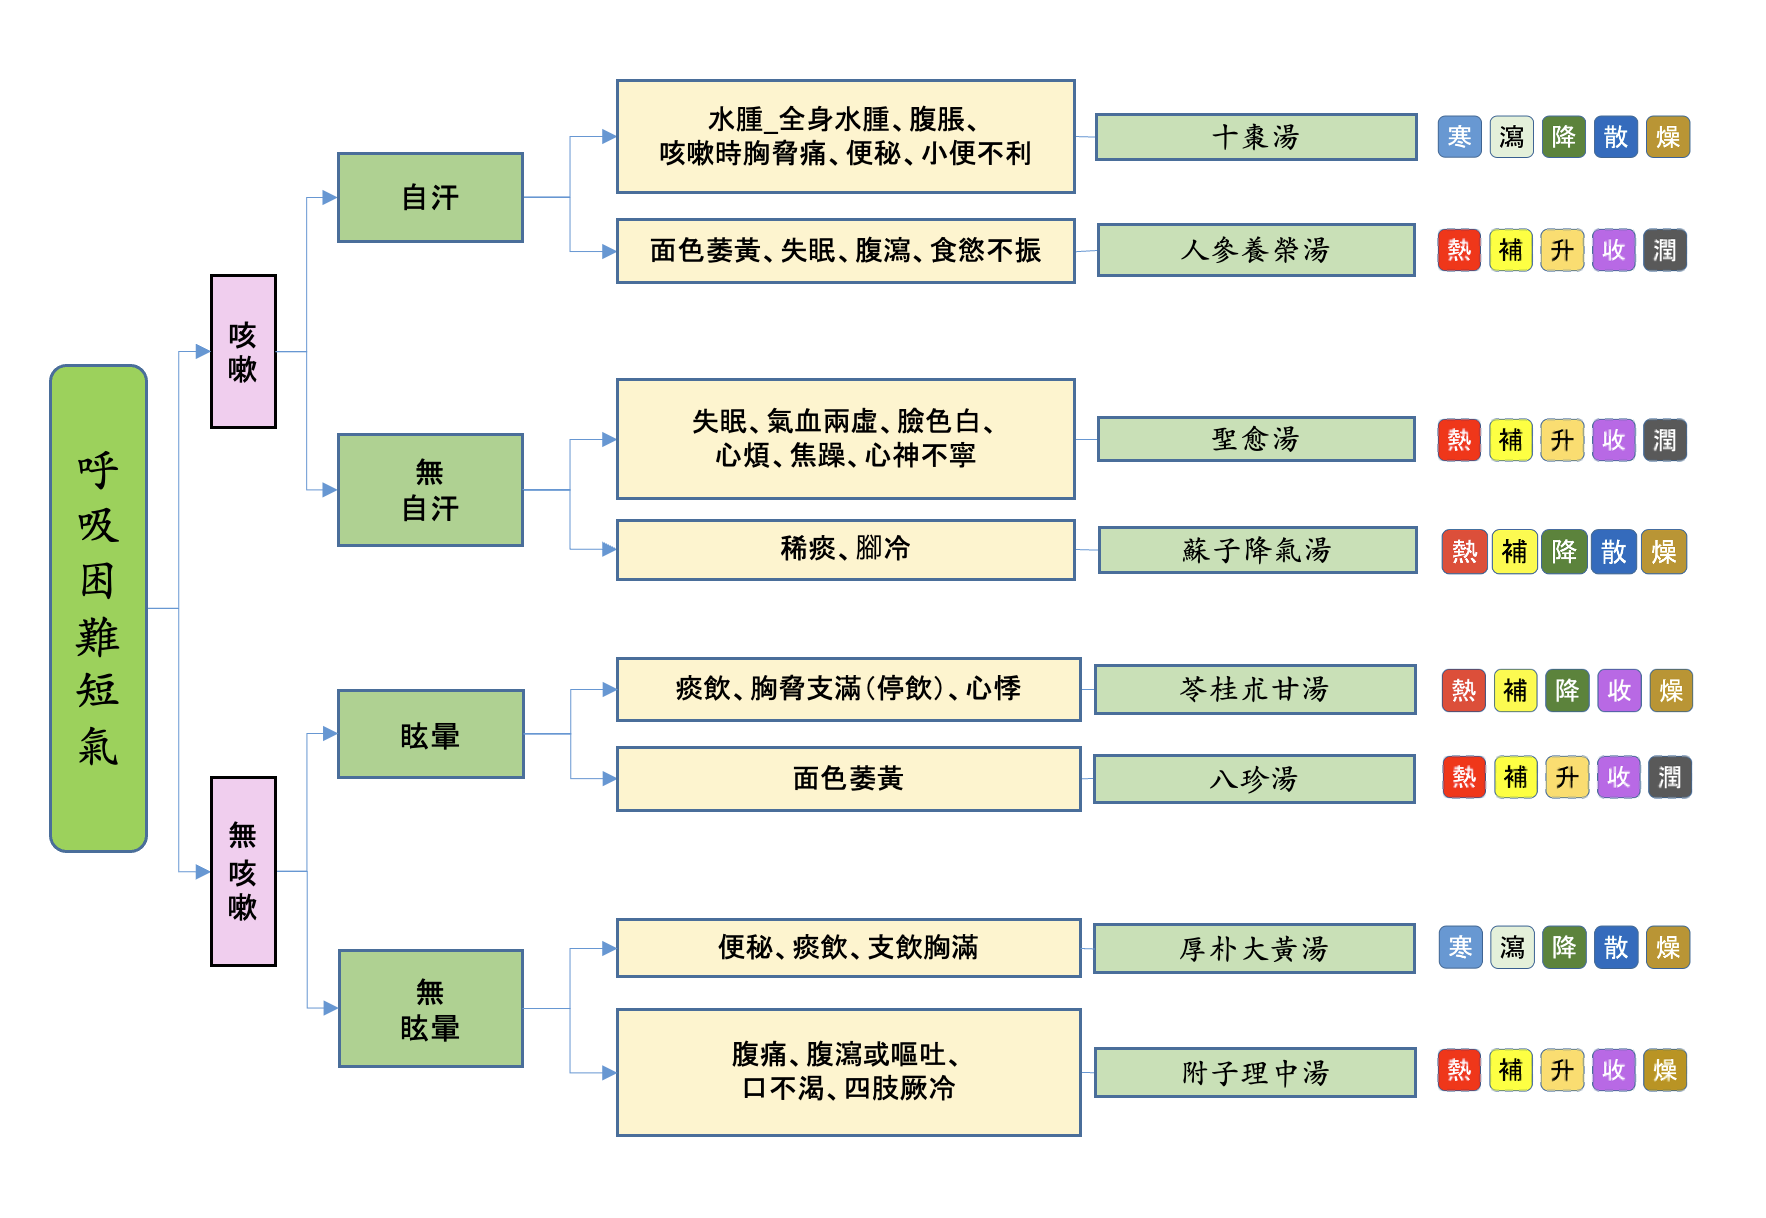 呼吸困難短氣
咳嗽
自汗
水腫_全身水腫、腹脹、
咳嗽時胸脅痛、便秘、小便不利
十棗湯
寒 瀉 降 散 燥
面色萎黃、失眠、腹瀉、食慾不振
人參養榮湯
熱 補 升 收 潤
無
自汗
失眠、氣血兩虛、臉色白、
心煩、焦躁、心神不寧
聖愈湯
熱 補 升 收 潤
稀痰、腳冷
蘇子降氣湯
熱 補 降 散 燥
無咳嗽
眩暈
痰飲、胸脅支滿(停飲)、心悸
苓桂朮甘湯
熱 補 降 收 燥
面色萎黃
八珍湯
熱 補 升 收 潤
無
眩暈
便秘、痰飲、支飲胸滿
厚朴大黃湯
寒 瀉 降 散 燥
腹痛、腹瀉或嘔吐、
口不渴、四肢厥冷
附子理中湯
熱 補 升 收 燥